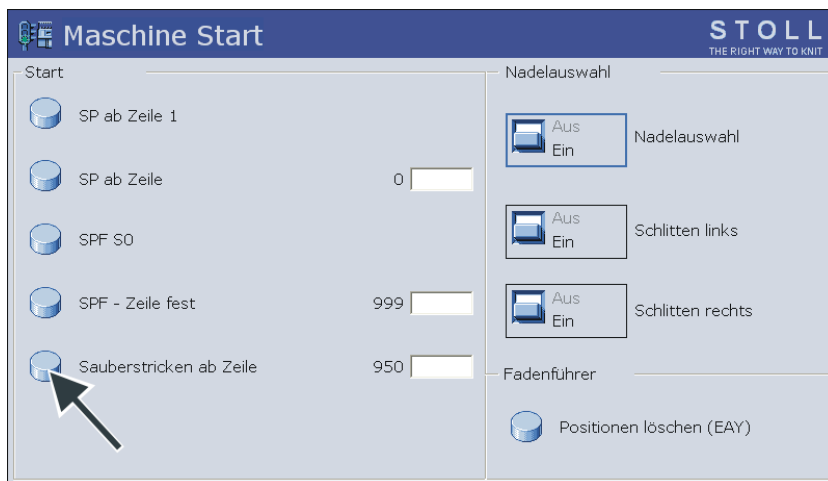 Maschine Start
STOLL
THE RIGHT WAY TO KNIT
Start
SP ab Zeile 1
SP ab Zeile 0
SPF S0
SPF - Zeile fest 999
Sauberstricken ab Zeile 950
Nadelauswahl
Aus
Ein
Nadelauswahl
Aus
Ein
Schlitten links
Aus
Ein
Schlitten rechts
Fadenführer
Positionen löschen (EAY)